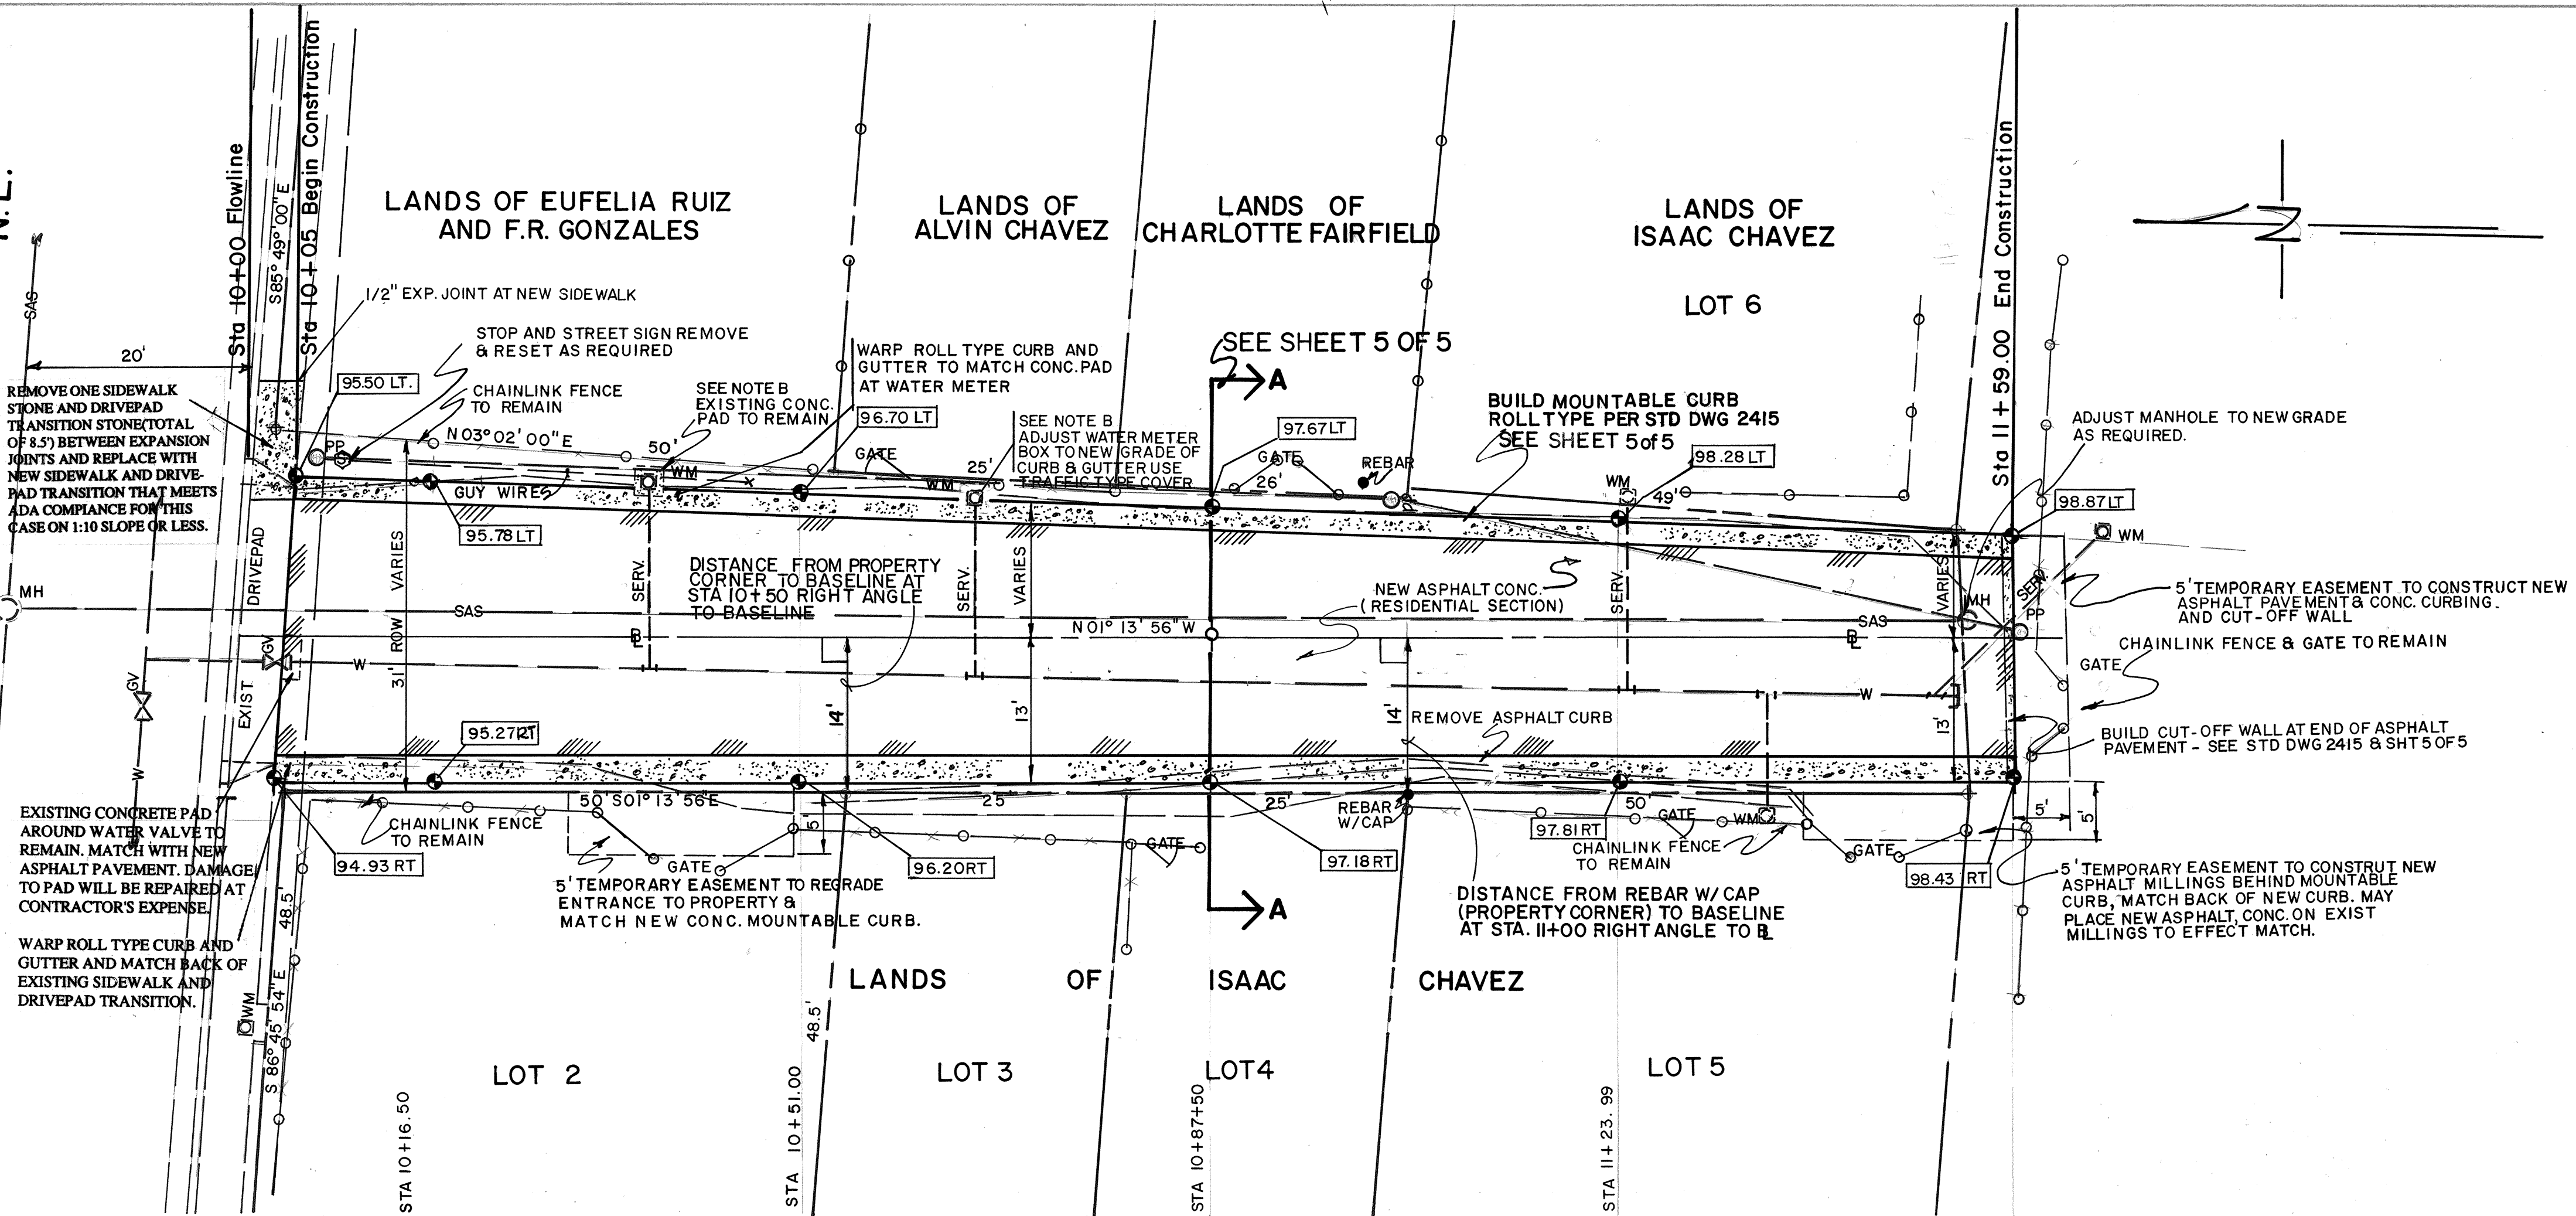 N.E.
SAS
20'
Sta 10+00 Flowline
S85° 49' 00" E
Sta 10+05 Begin Construction
LANDS OF EUFELIA RUIZ
AND F.R. GONZALES
LANDS OF
ALVIN CHAVEZ
LANDS OF
CHARLOTTE FAIRFIELD
LANDS OF
ISAAC CHAVEZ
LOT 6
Sta 11+59.00 End Construction
1/2" EXP. JOINT AT NEW SIDEWALK
STOP AND STREET SIGN REMOVE
& RESET AS REQUIRED
95.50 LT.
CHAINLINK FENCE
TO REMAIN
SEE NOTE B
EXISTING CONC.
PAD TO REMAIN
WARP ROLL TYPE CURB AND
GUTTER TO MATCH CONC. PAD
AT WATER METER
96.70 LT
SEE NOTE B
ADJUST WATER METER
BOX TO NEW GRADE OF
CURB & GUTTER USE
TRAFFIC TYPE COVER
SEE SHEET 5 OF 5
A
97.67 LT
BUILD MOUNTABLE CURB
ROLL TYPE PER STD DWG 2415
SEE SHEET 5 of 5
98.28 LT
ADJUST MANHOLE TO NEW GRADE
AS REQUIRED.
98.87 LT
REMOVE ONE SIDEWALK
STONE AND DRIVEPAD
TRANSITION STONE(TOTAL
OF 8.5') BETWEEN EXPANSION
JOINTS AND REPLACE WITH
NEW SIDEWALK AND DRIVE-
PAD TRANSITION THAT MEETS
ADA COMPIANCE FOR THIS
CASE ON 1:10 SLOPE OR LESS.
PP
S
N 03° 02' 00" E
50'
WM
GATE
25'
WM
GATE
26'
REBAR
PP
WM
49'
WM
GUY WIRES
95.78 LT
DRIVEPAD
EXIST.
31' ROW VARIES
SERV.
DISTANCE FROM PROPERTY
CORNER TO BASELINE AT
STA 10+50 RIGHT ANGLE
TO BASELINE
SERV.
VARIES
NEW ASPHALT CONC.
(RESIDENTIAL SECTION)
SERV.
VARIES
SERV.
MH
PP
5' TEMPORARY EASEMENT TO CONSTRUCT NEW
ASPHALT PAVEMENT & CONC. CURBING.
AND CUT-OFF WALL
MH
SAS
N 01° 13' 56" W
SAS
BL
BL
CHAINLINK FENCE & GATE TO REMAIN
GATE
GV
GV
W
W
W
14'
13'
14'
13'
REMOVE ASPHALT CURB
95.27 RT
BUILD CUT-OFF WALL AT END OF ASPHALT
PAVEMENT - SEE STD DWG 2415 & SHT 5 OF 5
EXISTING CONCRETE PAD
AROUND WATER VALVE TO
REMAIN. MATCH WITH NEW
ASPHALT PAVEMENT. DAMAGE
TO PAD WILL BE REPAIRED AT
CONTRACTOR'S EXPENSE.
CHAINLINK FENCE
TO REMAIN
94.93 RT
50' S01° 13' 56" E
5'
25'
25'
REBAR
W/CAP
50'
GATE
WM
GATE
GATE
GATE
5'
5'
96.20 RT
97.18 RT
97.81 RT
CHAINLINK FENCE
TO REMAIN
98.43 RT
5' TEMPORARY EASEMENT TO REGRADE
ENTRANCE TO PROPERTY &
MATCH NEW CONC. MOUNTABLE CURB.
A
DISTANCE FROM REBAR W/ CAP
(PROPERTY CORNER) TO BASELINE
AT STA. 11+00 RIGHT ANGLE TO BL
5' TEMPORARY EASEMENT TO CONSTRUT NEW
ASPHALT MILLINGS BEHIND MOUNTABLE
CURB, MATCH BACK OF NEW CURB. MAY
PLACE NEW ASPHALT, CONC. ON EXIST
MILLINGS TO EFFECT MATCH.
WARP ROLL TYPE CURB AND
GUTTER AND MATCH BACK OF
EXISTING SIDEWALK AND
DRIVEPAD TRANSITION.
48.5'
S 86° 45' 54" E
WM
LANDS OF ISAAC CHAVEZ
48.5'
LOT 2
LOT 3
LOT 4
LOT 5
STA 10+16.50
STA 10+51.00
STA 10+87+50
STA 11+23.99